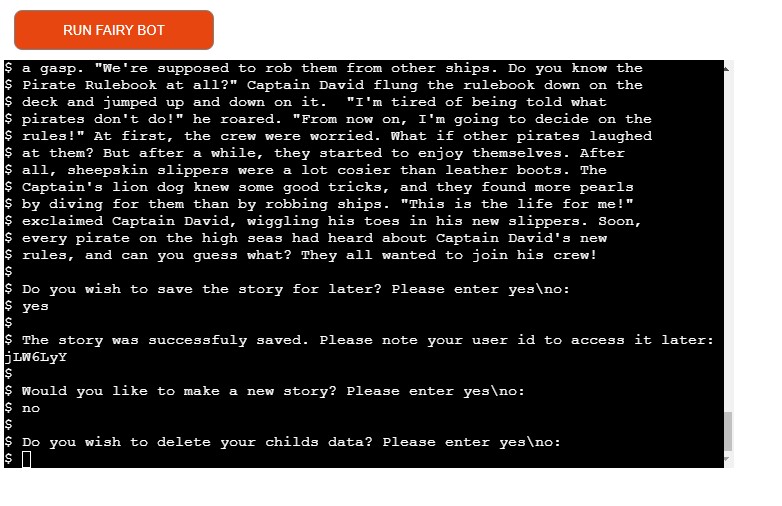 RUN FAIRY BOT
$ a gasp. "We're supposed to rob them from other ships. Do you know the
$ Pirate Rulebook at all?" Captain David flung the rulebook down on the
$ deck and jumped up and down on it.  "I'm tired of being told what
$ pirates don't do!" he roared. "From now on, I'm going to decide on the
$ rules!" At first, the crew were worried. What if other pirates laughed
$ at them? But after a while, they started to enjoy themselves. After
$ all, sheepskin slippers were a lot cosier than leather boots. The
$ Captain's lion dog knew some good tricks, and they found more pearls
$ by diving for them than by robbing ships. "This is the life for me!"
$ exclaimed Captain David, wiggling his toes in his new slippers. Soon,
$ every pirate on the high seas had heard about Captain David's new
$ rules, and can you guess what? They all wanted to join his crew!
$
$ Do you wish to save the story for later? Please enter yes\no:
$ yes
$
$ The story was successfuly saved. Please note your user id to access it later:
jLW6LyY
$
$ Would you like to make a new story? Please enter yes\no:
$ no
$
$ Do you wish to delete your childs data? Please enter yes\no:
$